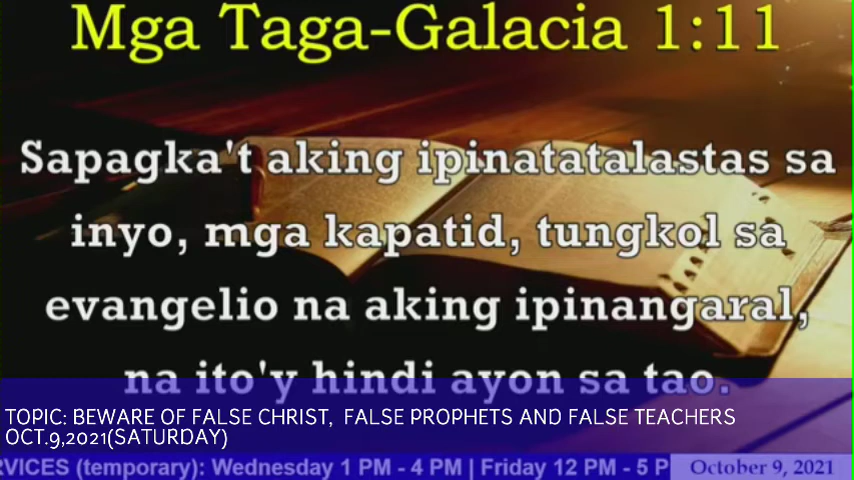 Mga Taga-Galacia 1:11
Sapagka't aking ipinatatalastas sa
inyo, mga kapatid, tungkol sa
evangelio na aking ipinangaral,
na ito'y hindi ayon sa tao.
TOPIC: BEWARE OF FALSE CHRIST, FALSE PROPHETS AND FALSE TEACHERS
OCT.9,2021(SATURDAY)
RVICES (temporary): Wednesday 1 PM - 4 PM | Friday 12 PM - 5 P
October 9, 2021